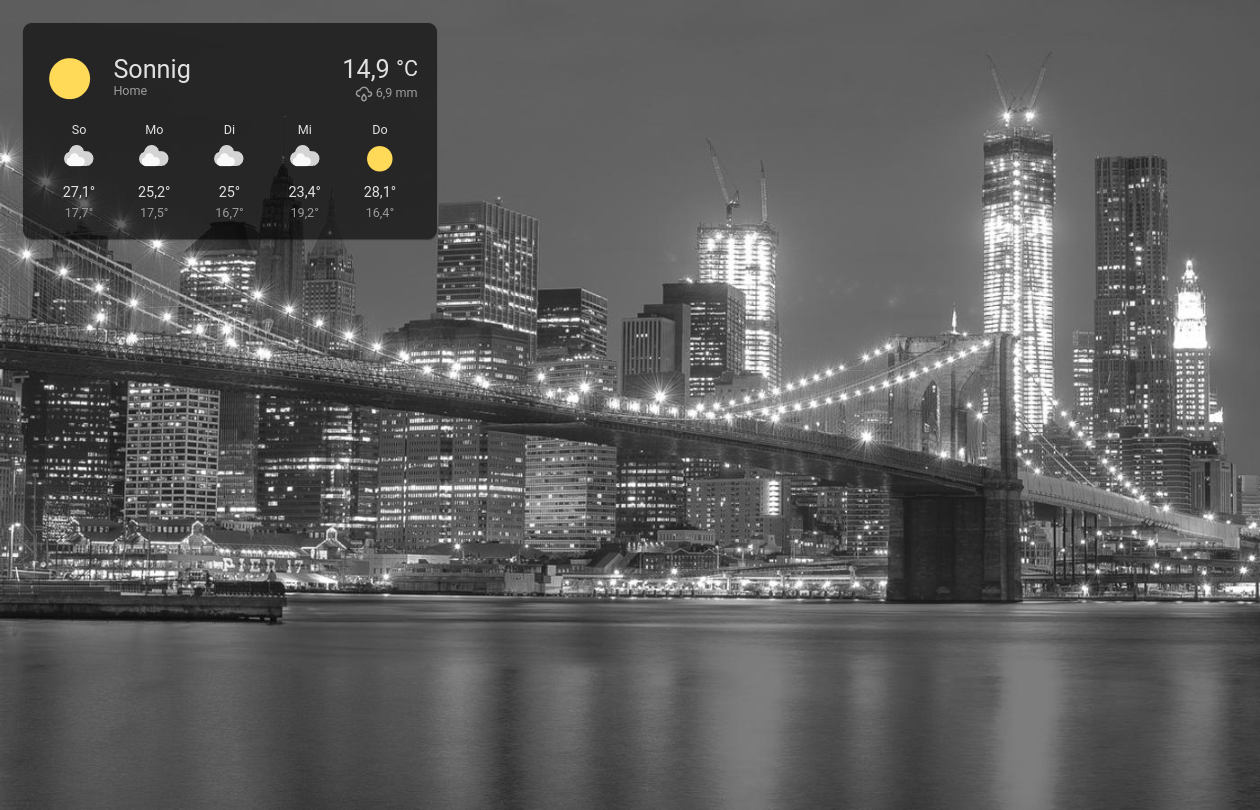 Sonnig
14,9 °C
Home
6,9 mm
So Mo Di Mi Do
27,1° 25,2° 25° 23,4° 28,1°
17,7° 17,5° 16,7° 19,2° 16,4°
PIER 17